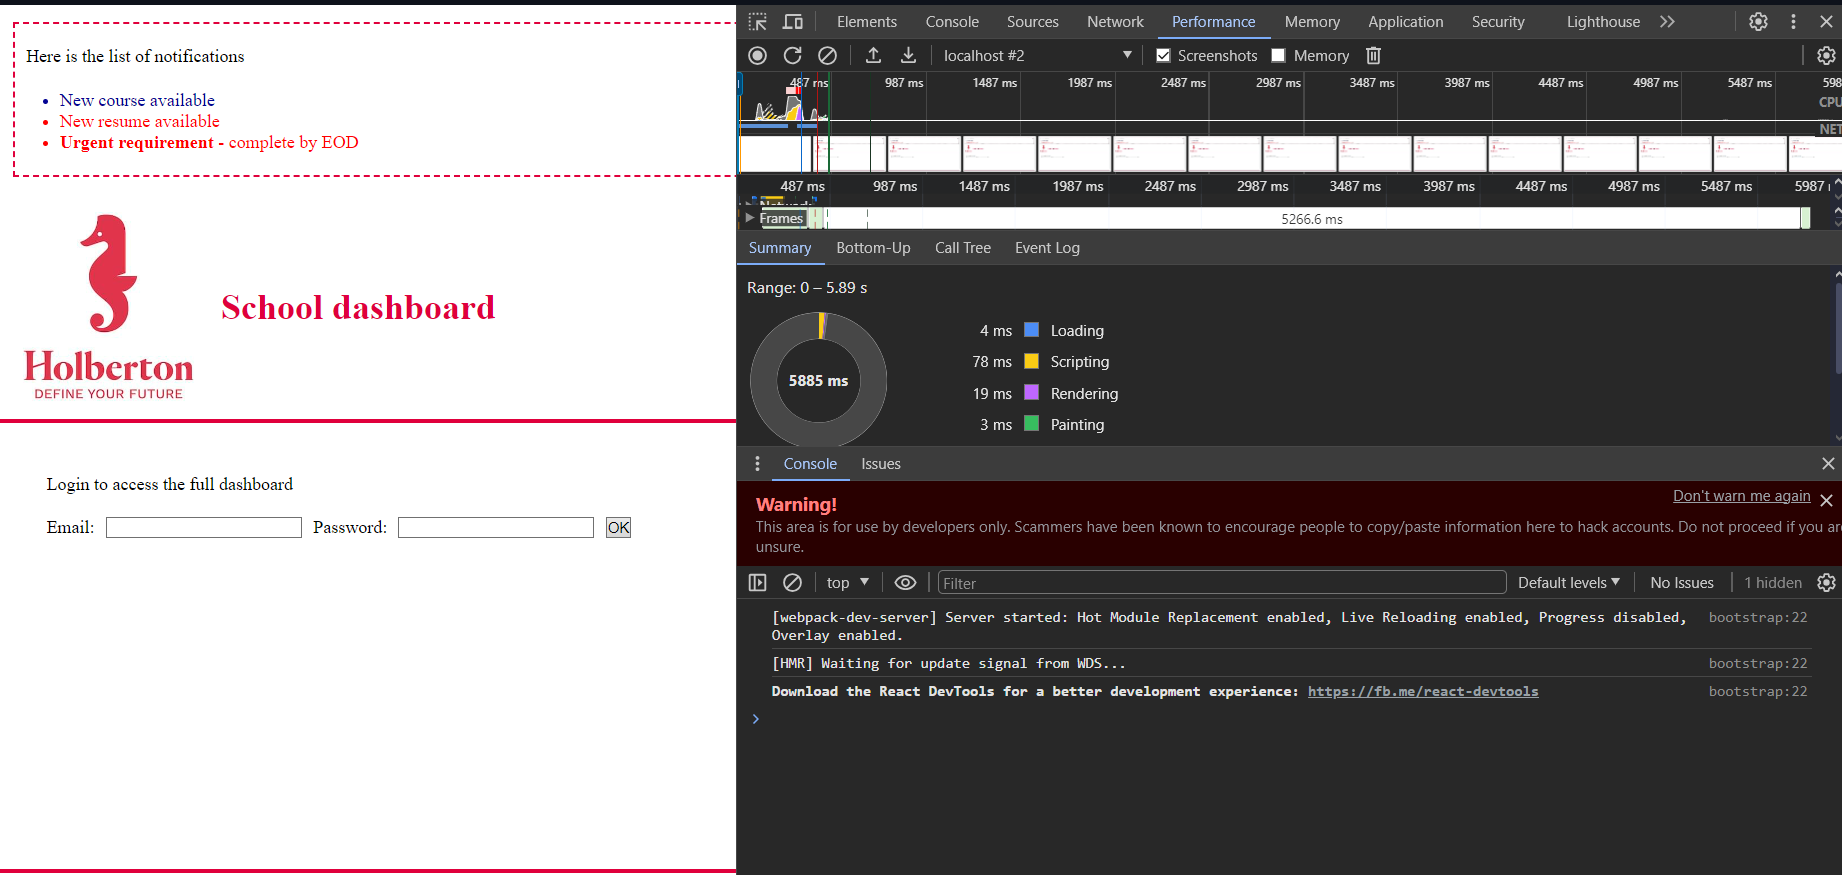 Here is the list of notifications
New course available
New resume available
Urgent requirement - complete by EOD
Holberton
DEFINE YOUR FUTURE
School dashboard
Login to access the full dashboard
Email: Password: OK
Elements Console Sources Network Performance Memory Application Security Lighthouse
localhost #2 Screenshots Memory
487 ms 987 ms 1487 ms 1987 ms 2487 ms 2987 ms 3487 ms 3987 ms 4487 ms 4987 ms 5487 ms 598
CPU
NET
487 ms 987 ms 1487 ms 1987 ms 2487 ms 2987 ms 3487 ms 3987 ms 4487 ms 4987 ms 5487 ms 5987
Network
Frames 5266.6 ms
Summary Bottom-Up Call Tree Event Log
Range: 0 – 5.89 s
5885 ms
4 ms Loading
78 ms Scripting
19 ms Rendering
3 ms Painting
Console Issues
Warning! Don't warn me again
This area is for use by developers only. Scammers have been known to encourage people to copy/paste information here to hack accounts. Do not proceed if you are
unsure.
top Filter Default levels No Issues 1 hidden
[webpack-dev-server] Server started: Hot Module Replacement enabled, Live Reloading enabled, Progress disabled, bootstrap:22
Overlay enabled.
[HMR] Waiting for update signal from WDS... bootstrap:22
Download the React DevTools for a better development experience: https://fb.me/react-devtools bootstrap:22